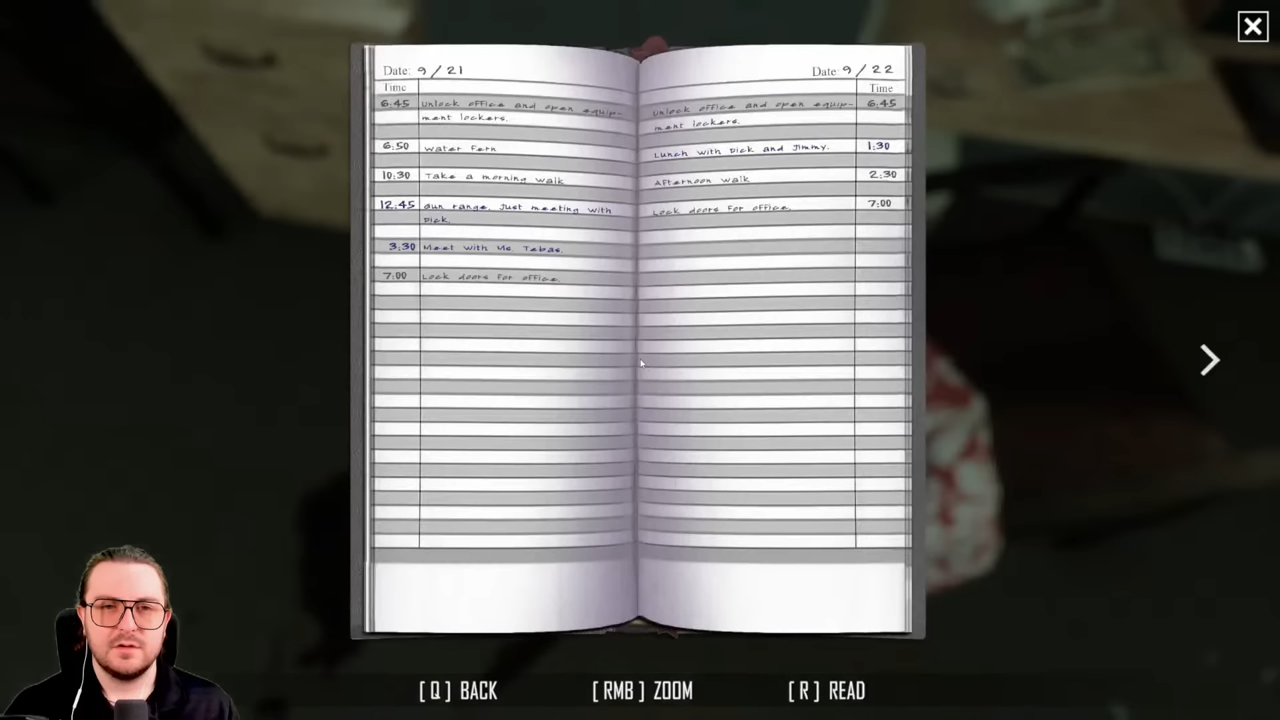 Date: 9/21
Time
6:45 Unlock office and open equip-
ment lockers.
6:50 Water Fern
10:30 Take a morning walk
12:45 Gun range. Just meeting with
Dick.
3:30 Meet with Ms. Tebas.
7:00 Lock doors for office.
Date: 9/22
Time
Unlock office and open equip- 6:45
ment lockers.
Lunch with Dick and Jimmy. 1:30
Afternoon walk 2:30
Lock doors for office. 7:00
[Q] BACK [RMB] ZOOM [R] READ